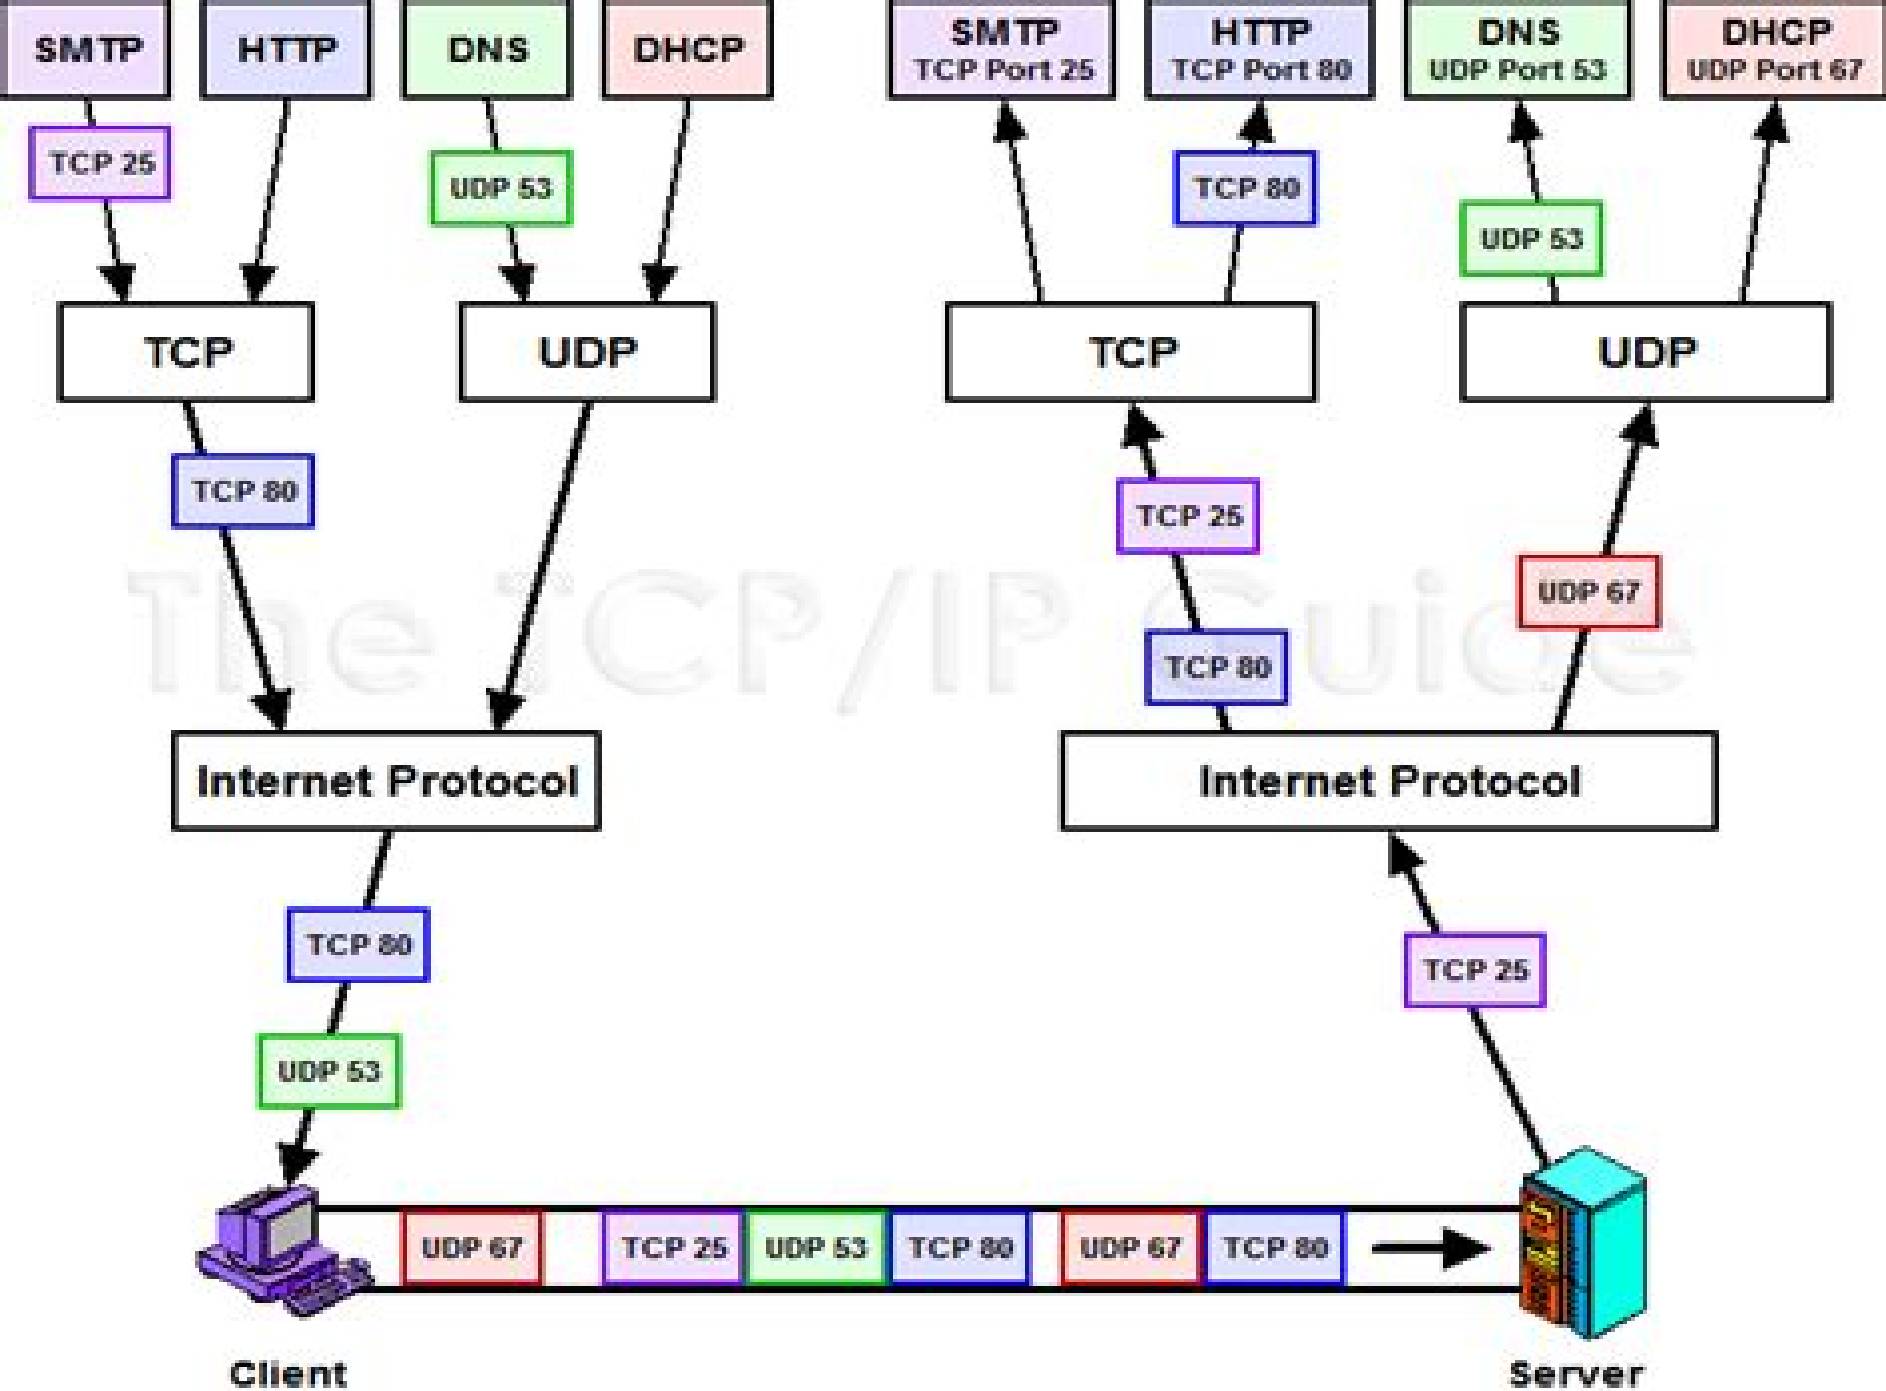 SMTP
HTTP
DNS
DHCP
SMTP
TCP Port 25
HTTP
TCP Port 80
DNS
UDP Port 53
DHCP
UDP Port 67
TCP 25
UDP 53
TCP 80
UDP 53
TCP
UDP
TCP
UDP
TCP 80
TCP 25
UDP 67
The TCP/IP Guide
TCP 80
Internet Protocol
Internet Protocol
TCP 80
TCP 25
UDP 53
UDP 67
TCP 25
UDP 53
TCP 80
UDP 67
TCP 80
Client
Server